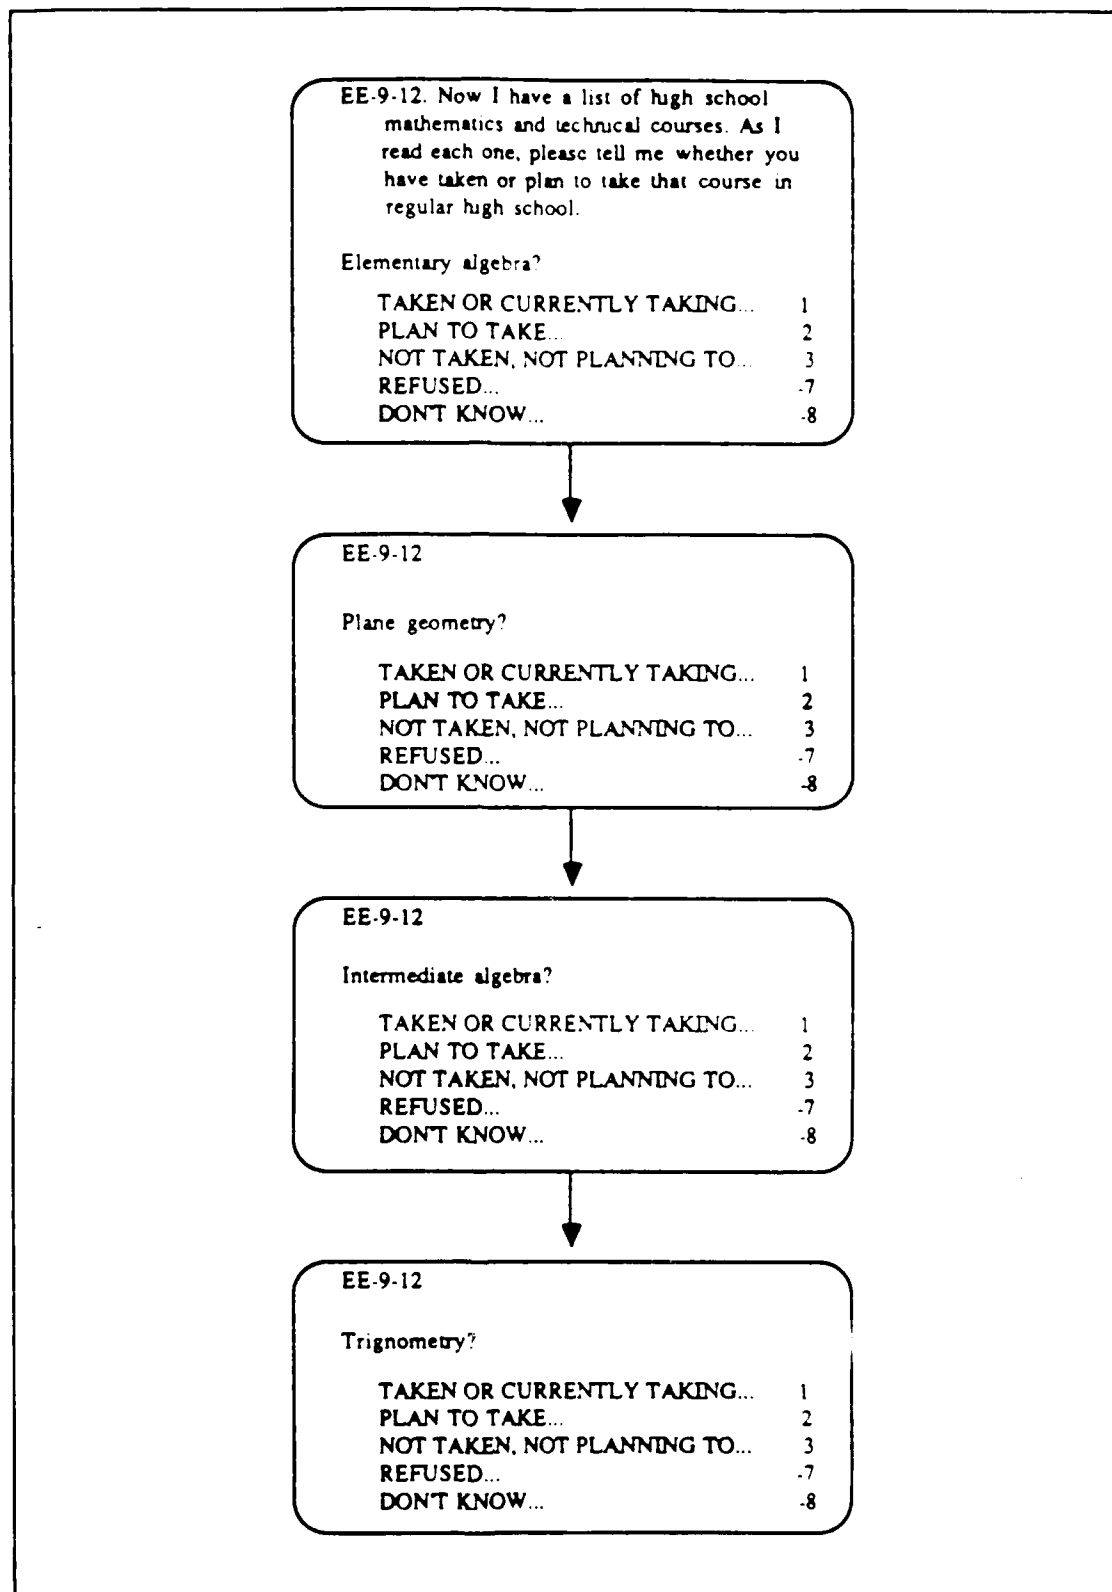 EE-9-12. Now I have a list of high school
mathematics and technical courses. As I
read each one, please tell me whether you
have taken or plan to take that course in
regular high school.
Elementary algebra?
TAKEN OR CURRENTLY TAKING... 1
PLAN TO TAKE... 2
NOT TAKEN, NOT PLANNING TO... 3
REFUSED... -7
DON'T KNOW... -8
EE-9-12
Plane geometry?
TAKEN OR CURRENTLY TAKING... 1
PLAN TO TAKE... 2
NOT TAKEN, NOT PLANNING TO... 3
REFUSED... -7
DON'T KNOW... -8
EE-9-12
Intermediate algebra?
TAKEN OR CURRENTLY TAKING... 1
PLAN TO TAKE... 2
NOT TAKEN, NOT PLANNING TO... 3
REFUSED... -7
DON'T KNOW... -8
EE-9-12
Trignometry?
TAKEN OR CURRENTLY TAKING... 1
PLAN TO TAKE... 2
NOT TAKEN, NOT PLANNING TO... 3
REFUSED... -7
DON'T KNOW... -8